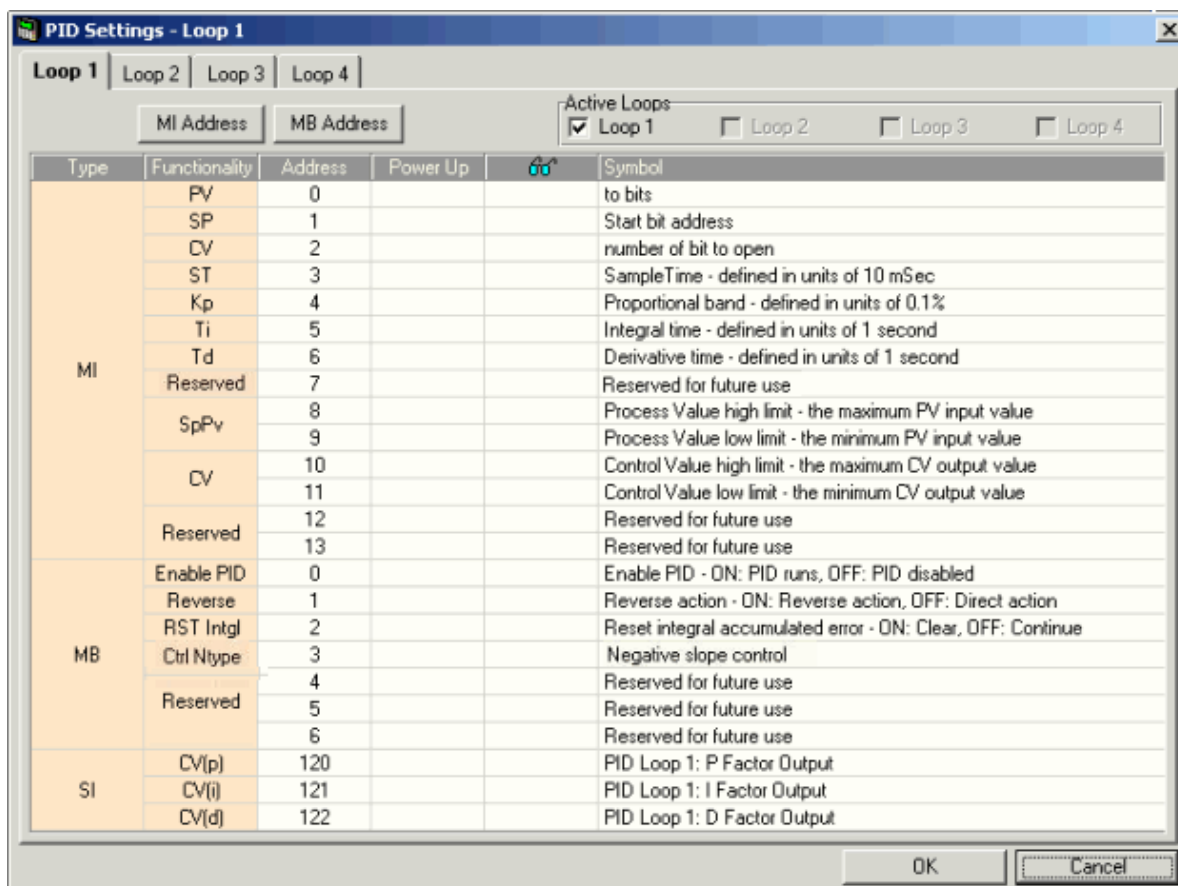 PID Settings - Loop 1
Loop 1 Loop 2 Loop 3 Loop 4
MI Address MB Address
Active Loops
Loop 1 Loop 2 Loop 3 Loop 4
Type Functionality Address Power Up Symbol
MI
PV 0 to bits
SP 1 Start bit address
CV 2 number of bit to open
ST 3 SampleTime - defined in units of 10 mSec
Kp 4 Proportional band - defined in units of 0.1%
Ti 5 Integral time - defined in units of 1 second
Td 6 Derivative time - defined in units of 1 second
Reserved 7 Reserved for future use
SpPv
8 Process Value high limit - the maximum PV input value
9 Process Value low limit - the minimum PV input value
CV
10 Control Value high limit - the maximum CV output value
11 Control Value low limit - the minimum CV output value
Reserved
12 Reserved for future use
13 Reserved for future use
MB
Enable PID 0 Enable PID - ON: PID runs, OFF: PID disabled
Reverse 1 Reverse action - ON: Reverse action, OFF: Direct action
RST Intgl 2 Reset integral accumulated error - ON: Clear, OFF: Continue
Ctrl Ntype 3 Negative slope control
Reserved
4 Reserved for future use
5 Reserved for future use
6 Reserved for future use
SI
CV(p) 120 PID Loop 1: P Factor Output
CV(i) 121 PID Loop 1: I Factor Output
CV(d) 122 PID Loop 1: D Factor Output
OK Cancel